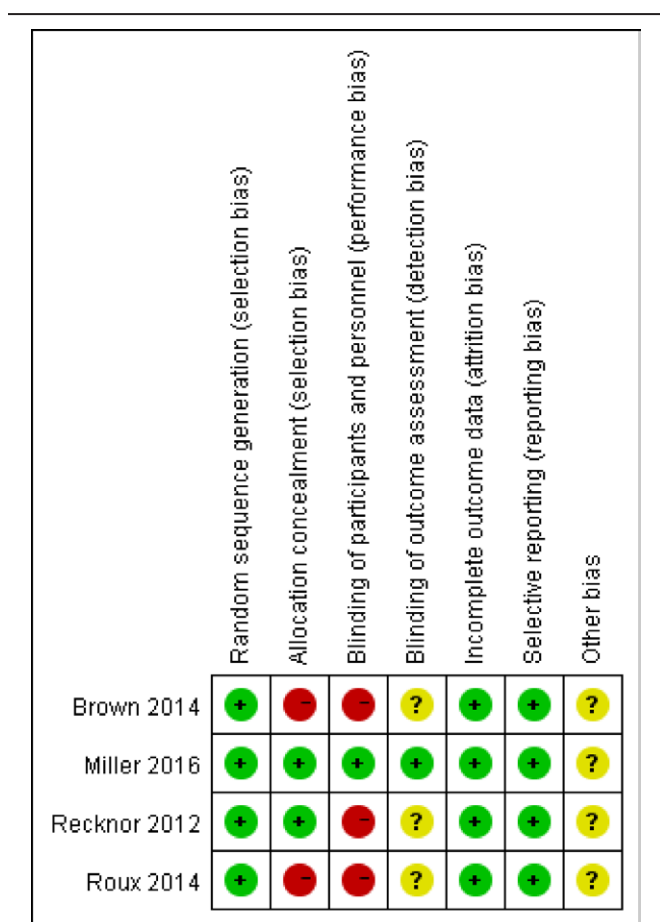 Random sequence generation (selection bias)
Allocation concealment (selection bias)
Blinding of participants and personnel (performance bias)
Blinding of outcome assessment (detection bias)
Incomplete outcome data (attrition bias)
Selective reporting (reporting bias)
Other bias
Brown 2014 + - - ? + + ?
Miller 2016 + + + + + + ?
Recknor 2012 + + - ? + + ?
Roux 2014 + - - ? + + ?